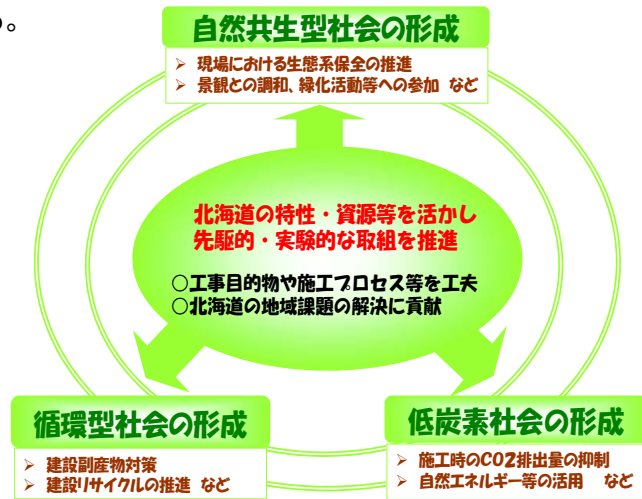 る。
自然共生型社会の形成
➢ 現場における生態系保全の推進
➢ 景観との調和、緑化活動等への参加 など
北海道の特性・資源等を活かし
先駆的・実験的な取組を推進
○工事目的物や施工プロセス等を工夫
○北海道の地域課題の解決に貢献
循環型社会の形成
➢ 建設副産物対策
➢ 建設リサイクルの推進 など
低炭素社会の形成
➢ 施工時のCO2排出量の抑制
➢ 自然エネルギー等の活用 など